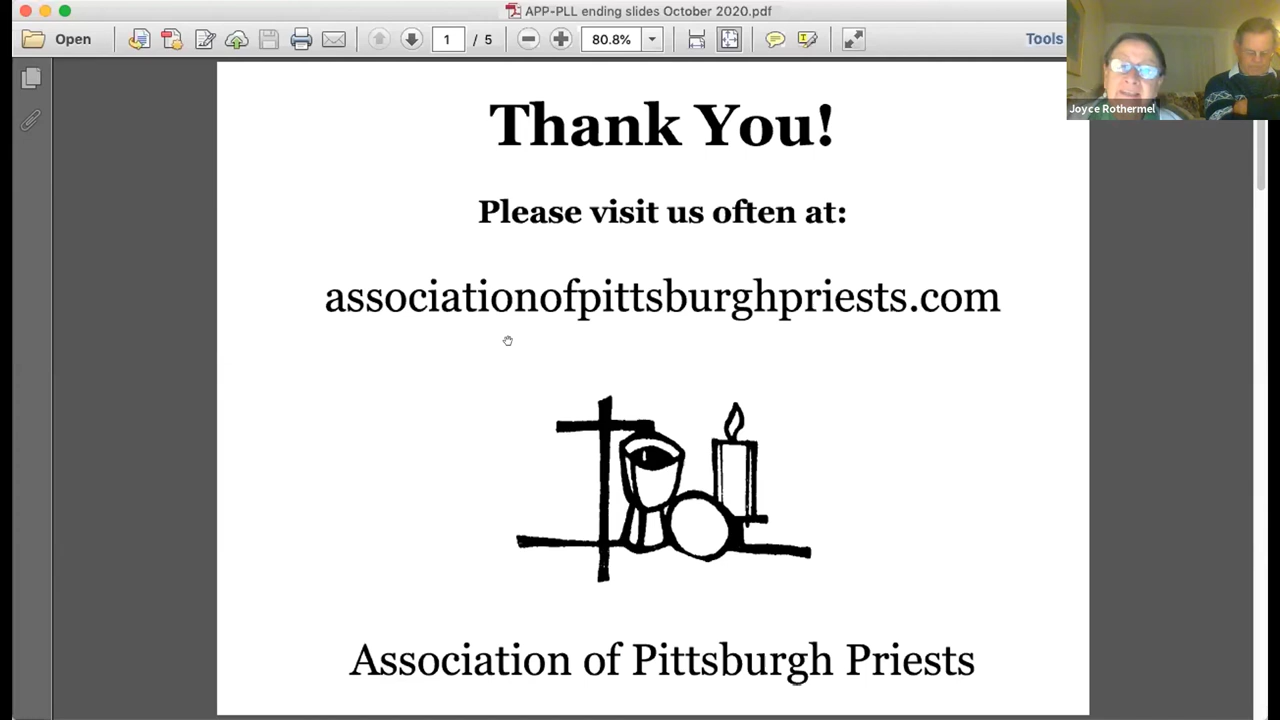 APP-PLL ending slides October 2020.pdf
Open
1 / 5
80.8%
Tools
Joyce Rothermel
Thank You!
Please visit us often at:
associationofpittsburghpriests.com
Association of Pittsburgh Priests